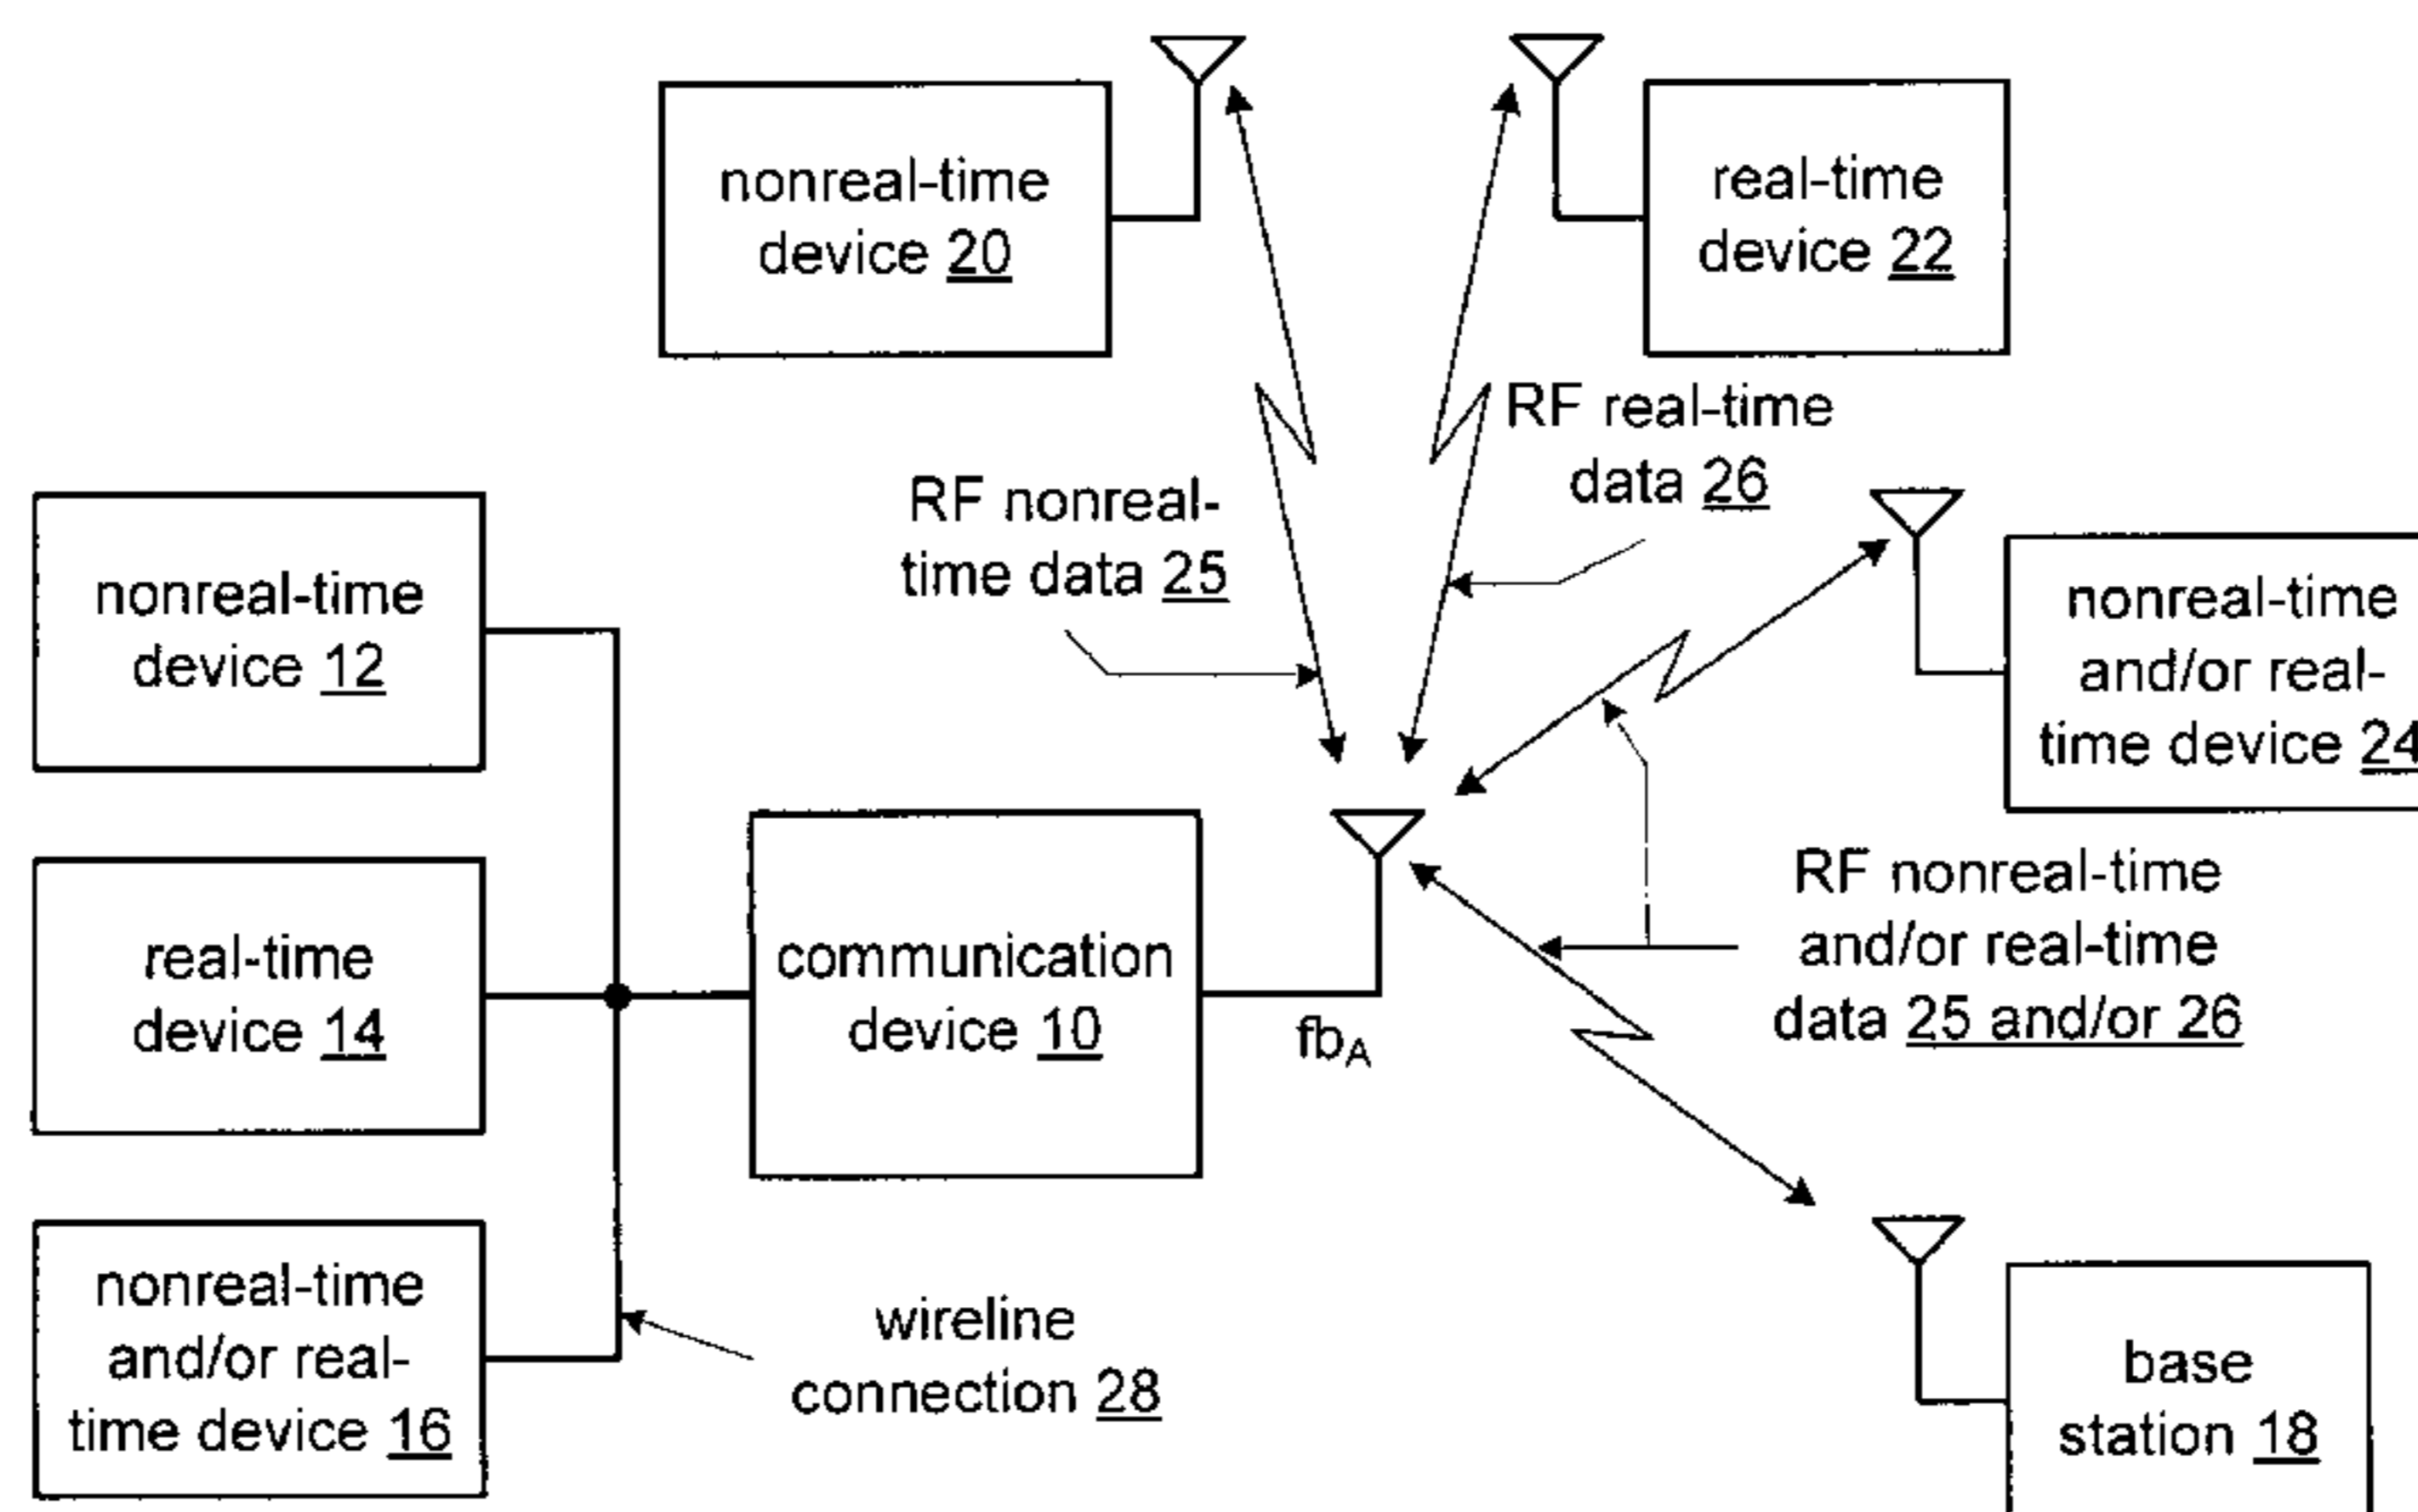 nonreal-time
device 20
real-time
device 22
RF real-time
data 26
RF nonreal-
time data 25
nonreal-time
device 12
nonreal-time
and/or real-
time device 24
real-time
device 14
communication
device 10
fbA
RF nonreal-time
and/or real-time
data 25 and/or 26
nonreal-time
and/or real-
time device 16
wireline
connection 28
base
station 18